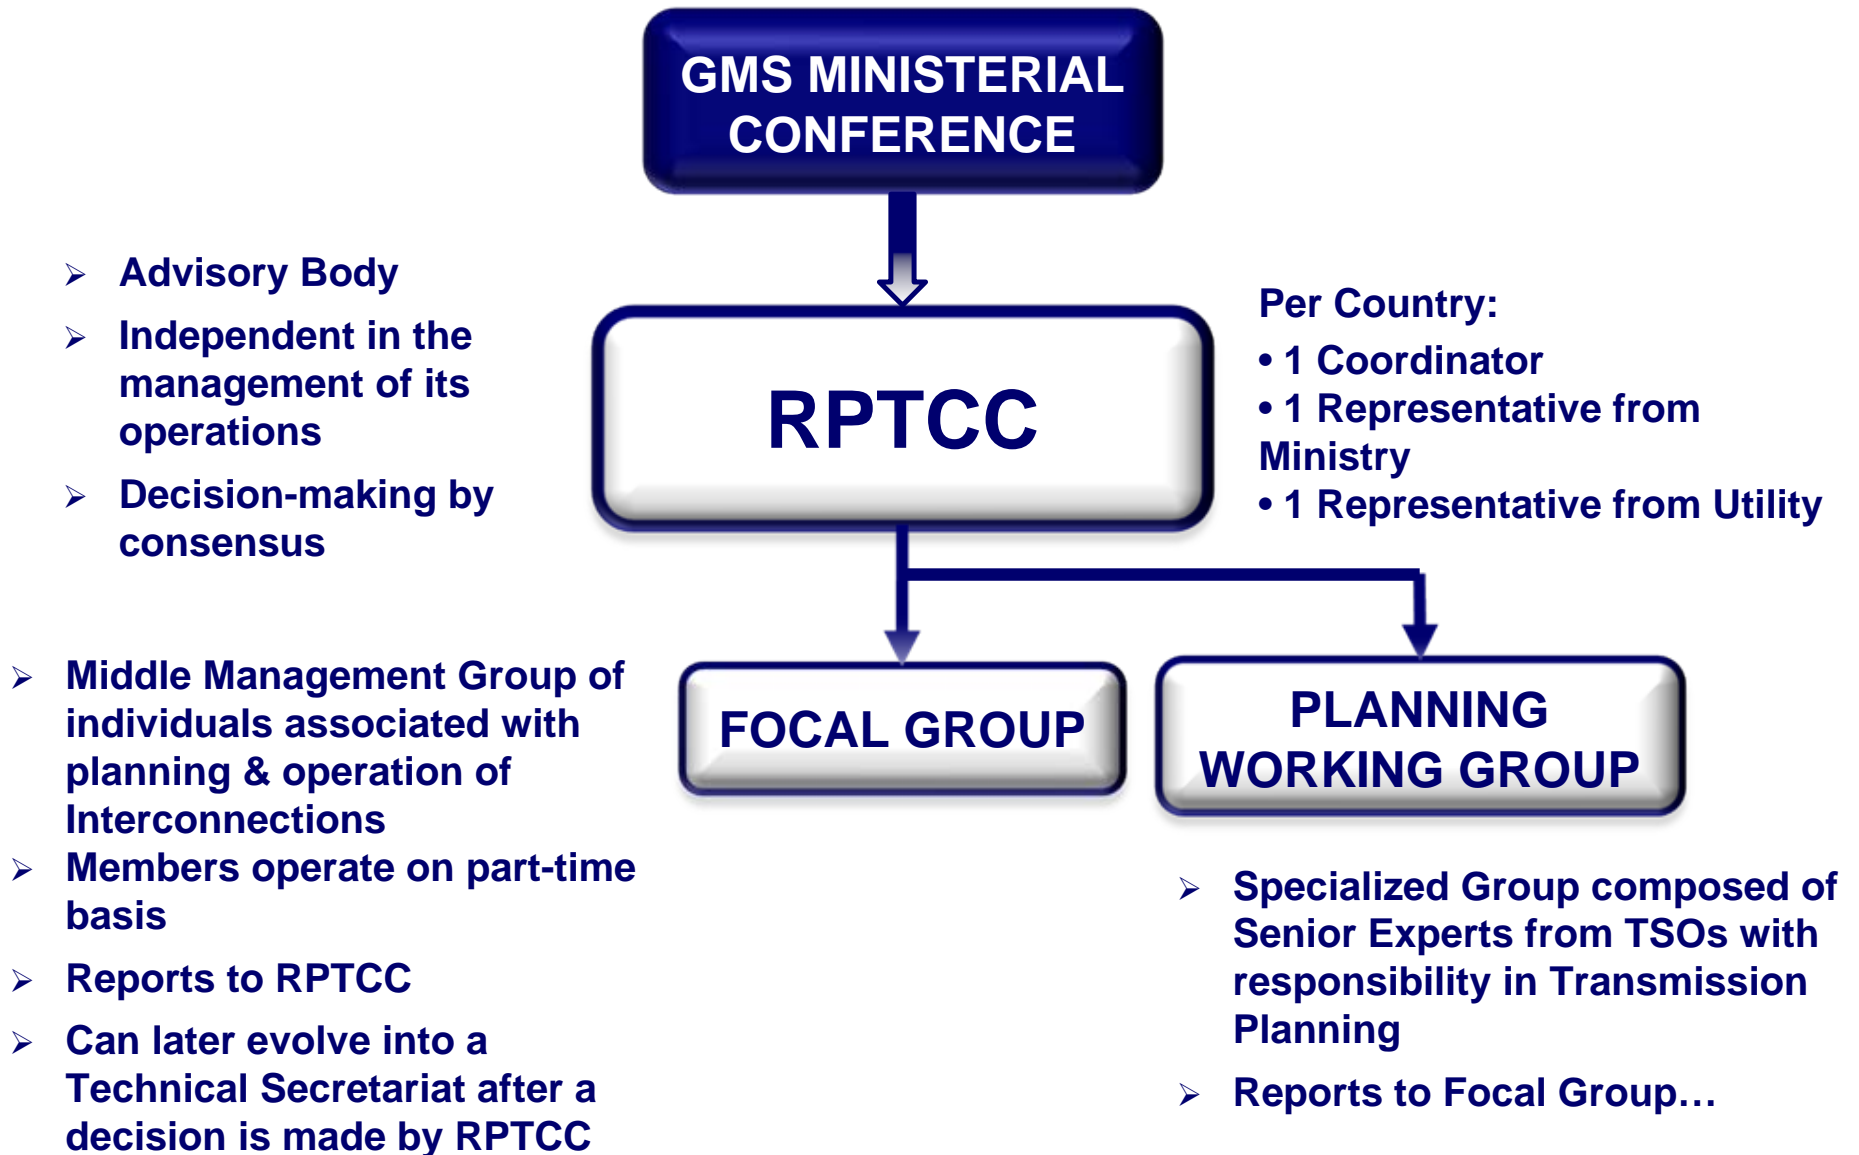 GMS MINISTERIAL
CONFERENCE
➢ Advisory Body
➢ Independent in the
management of its
operations
➢ Decision-making by
consensus
RPTCC
Per Country:
• 1 Coordinator
• 1 Representative from
Ministry
• 1 Representative from Utility
➢ Middle Management Group of
individuals associated with
planning & operation of
Interconnections
➢ Members operate on part-time
basis
➢ Reports to RPTCC
➢ Can later evolve into a
Technical Secretariat after a
decision is made by RPTCC
FOCAL GROUP
PLANNING
WORKING GROUP
➢ Specialized Group composed of
Senior Experts from TSOs with
responsibility in Transmission
Planning
➢ Reports to Focal Group…